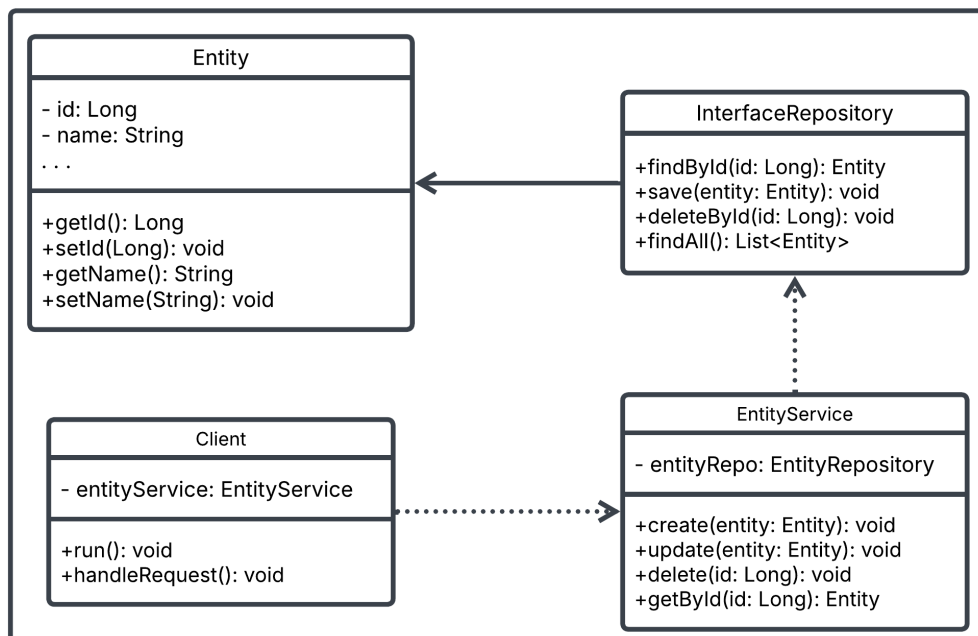 Entity
- id: Long
- name: String
. . .
+getId(): Long
+setId(Long): void
+getName(): String
+setName(String): void
InterfaceRepository
+findById(id: Long): Entity
+save(entity: Entity): void
+deleteById(id: Long): void
+findAll(): List<Entity>
Client
- entityService: EntityService
+run(): void
+handleRequest(): void
EntityService
- entityRepo: EntityRepository
+create(entity: Entity): void
+update(entity: Entity): void
+delete(id: Long): void
+getById(id: Long): Entity